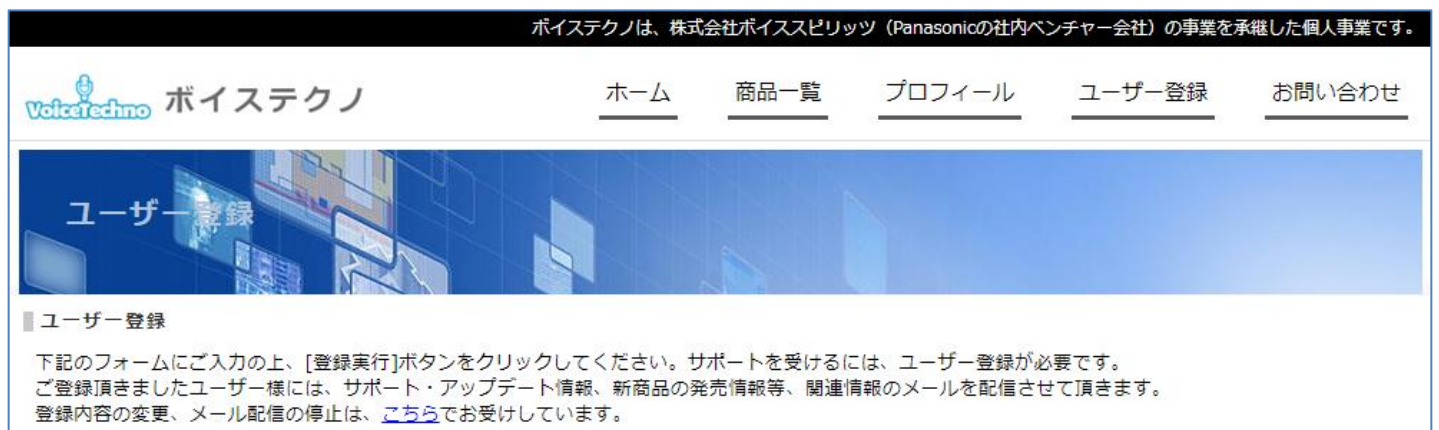 ボイステクノは、株式会社ボイススピリッツ（Panasonicの社内ベンチャー会社）の事業を承継した個人事業です。
VoiceTechno ボイステクノ ホーム 商品一覧 プロフィール ユーザー登録 お問い合わせ
ユーザー登録
ユーザー登録
下記のフォームにご入力の上、[登録実行]ボタンをクリックしてください。サポートを受けるには、ユーザー登録が必要です。
ご登録頂きましたユーザー様には、サポート・アップデート情報、新商品の発売情報等、関連情報のメールを配信させて頂きます。
登録内容の変更、メール配信の停止は、こちらでお受けしています。